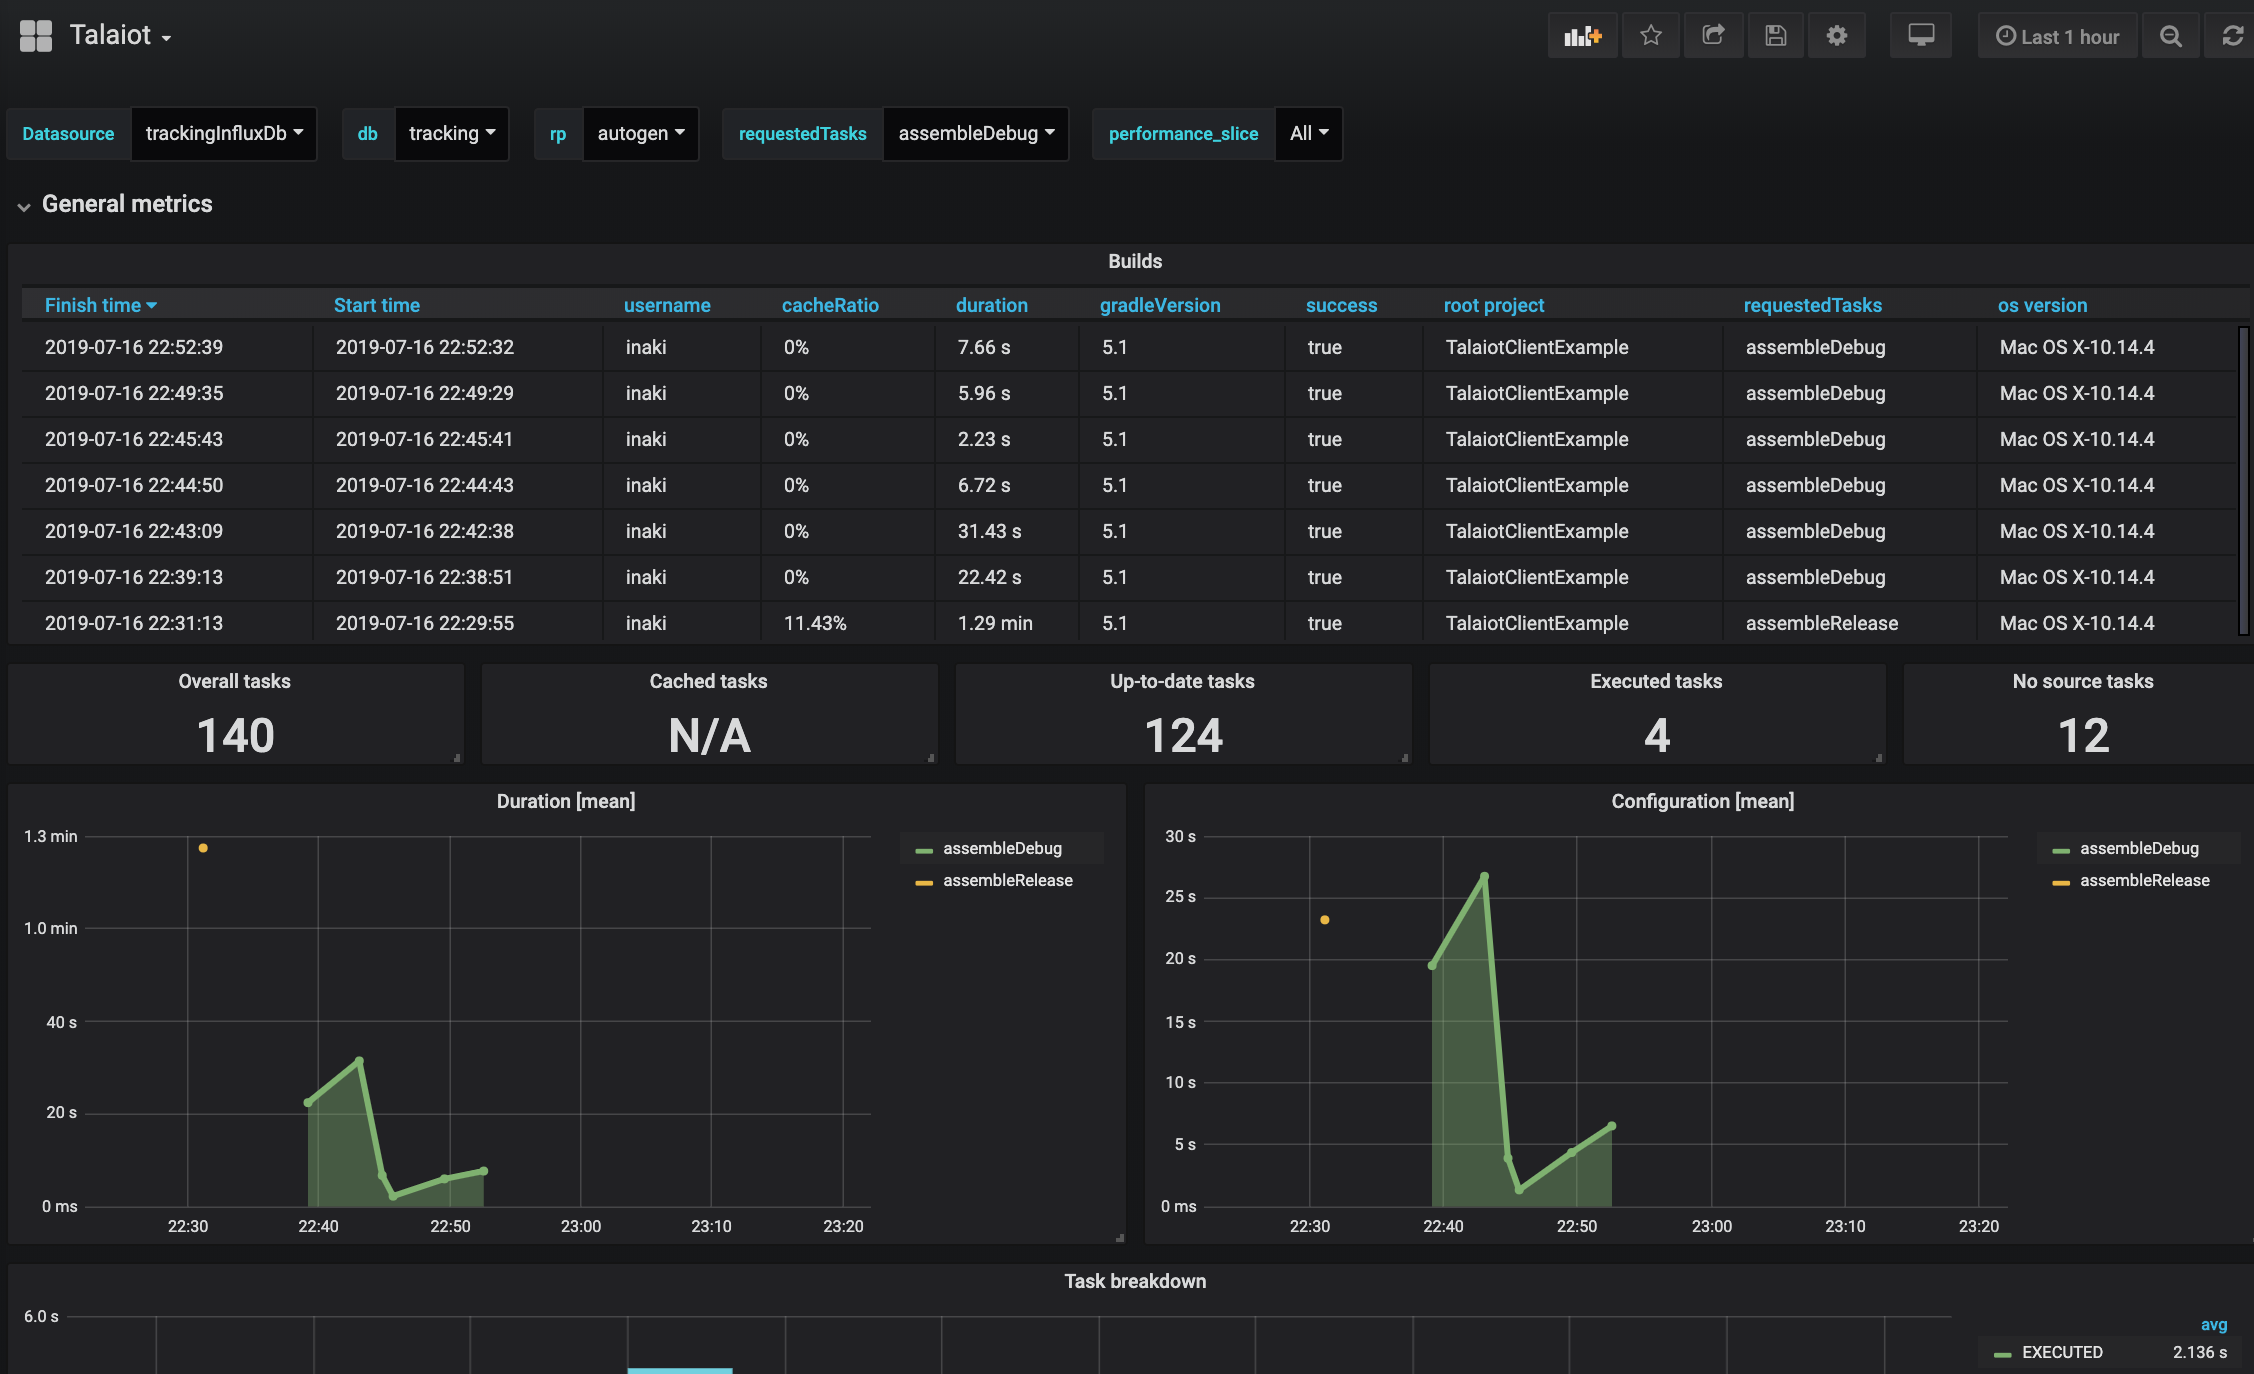 Talaiot
Last 1 hour
Datasource trackingInfluxDb db tracking rp autogen requestedTasks assembleDebug performance_slice All
General metrics
Builds
Finish time Start time username cacheRatio duration gradleVersion success root project requestedTasks os version
2019-07-16 22:52:39 2019-07-16 22:52:32 inaki 0% 7.66 s 5.1 true TalaiotClientExample assembleDebug Mac OS X-10.14.4
2019-07-16 22:49:35 2019-07-16 22:49:29 inaki 0% 5.96 s 5.1 true TalaiotClientExample assembleDebug Mac OS X-10.14.4
2019-07-16 22:45:43 2019-07-16 22:45:41 inaki 0% 2.23 s 5.1 true TalaiotClientExample assembleDebug Mac OS X-10.14.4
2019-07-16 22:44:50 2019-07-16 22:44:43 inaki 0% 6.72 s 5.1 true TalaiotClientExample assembleDebug Mac OS X-10.14.4
2019-07-16 22:43:09 2019-07-16 22:42:38 inaki 0% 31.43 s 5.1 true TalaiotClientExample assembleDebug Mac OS X-10.14.4
2019-07-16 22:39:13 2019-07-16 22:38:51 inaki 0% 22.42 s 5.1 true TalaiotClientExample assembleDebug Mac OS X-10.14.4
2019-07-16 22:31:13 2019-07-16 22:29:55 inaki 11.43% 1.29 min 5.1 true TalaiotClientExample assembleRelease Mac OS X-10.14.4
Overall tasks
140
Cached tasks
N/A
Up-to-date tasks
124
Executed tasks
4
No source tasks
12
Duration [mean]
1.3 min
1.0 min
40 s
20 s
0 ms
22:30 22:40 22:50 23:00 23:10 23:20
assembleDebug
assembleRelease
Configuration [mean]
30 s
25 s
20 s
15 s
10 s
5 s
0 ms
22:30 22:40 22:50 23:00 23:10 23:20
assembleDebug
assembleRelease
Task breakdown
6.0 s
avg
EXECUTED 2.136 s